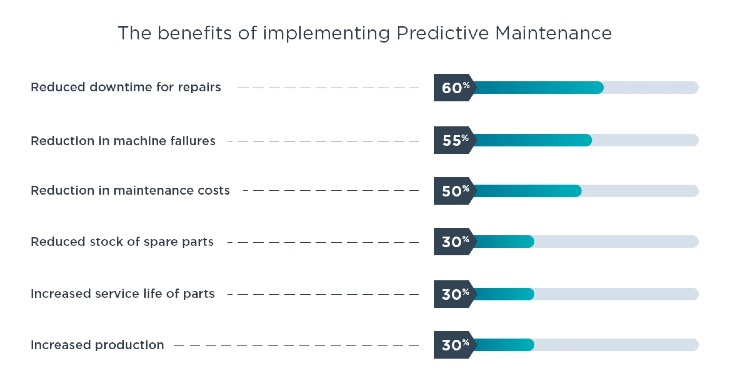 The benefits of implementing Predictive Maintenance
Reduced downtime for repairs 60%
Reduction in machine failures 55%
Reduction in maintenance costs 50%
Reduced stock of spare parts 30%
Increased service life of parts 30%
Increased production 30%